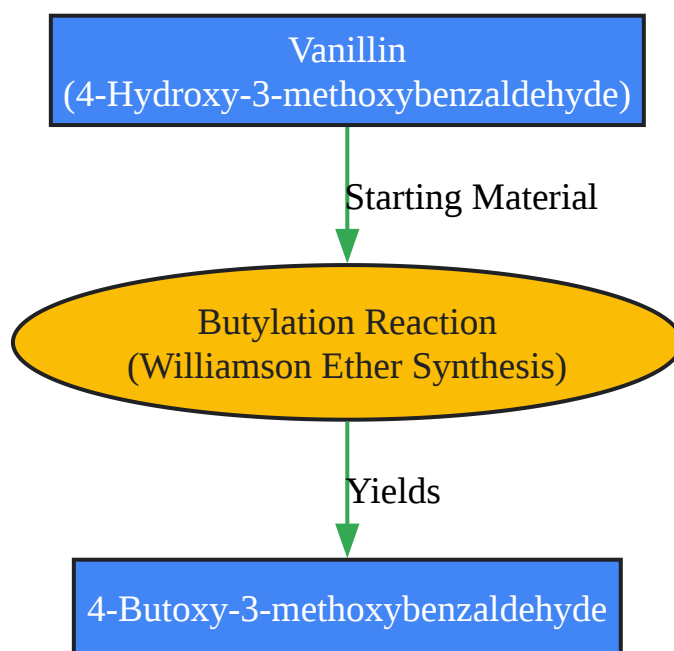 Vanillin
(4-Hydroxy-3-methoxybenzaldehyde)
Starting Material
Butylation Reaction
(Williamson Ether Synthesis)
Yields
4-Butoxy-3-methoxybenzaldehyde